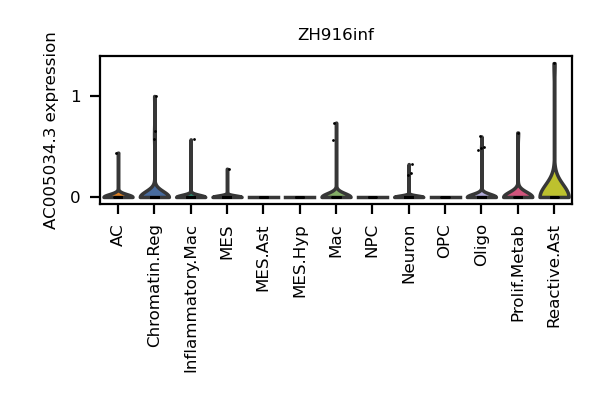 ZH916inf
AC005034.3 expression
1
0
AC
Chromatin.Reg
Inflammatory.Mac
MES
MES.Ast
MES.Hyp
Mac
NPC
Neuron
OPC
Oligo
Prolif.Metab
Reactive.Ast